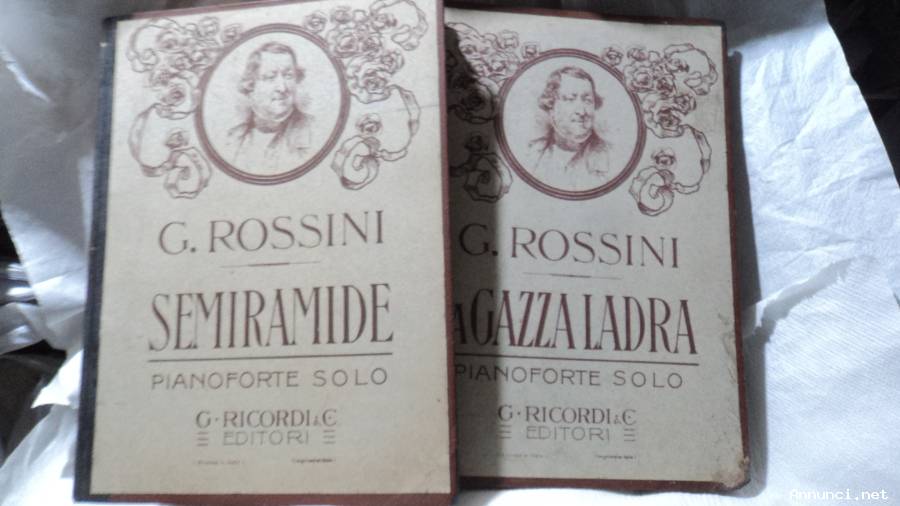 G. ROSSINI
SEMIRAMIDE
PIANOFORTE SOLO
G. RICORDI & C.
EDITORI
G. ROSSINI
A GAZZA LADRA
PIANOFORTE SOLO
G. RICORDI & C.
EDITORI
Annunci.net